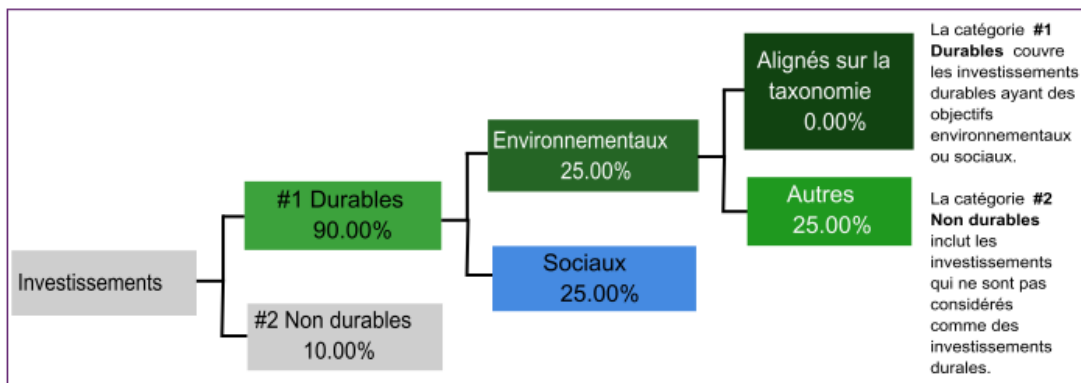 Investissements
#1 Durables
90.00%
#2 Non durables
10.00%
Environnementaux
25.00%
Sociaux
25.00%
Alignés sur la
taxonomie
0.00%
Autres
25.00%
La catégorie #1
Durables couvre
les investissements
durables ayant des
objectifs
environnementaux
ou sociaux.
La catégorie #2
Non durables
inclut les
investissements
qui ne sont pas
considérés
comme des
investissements
durales.